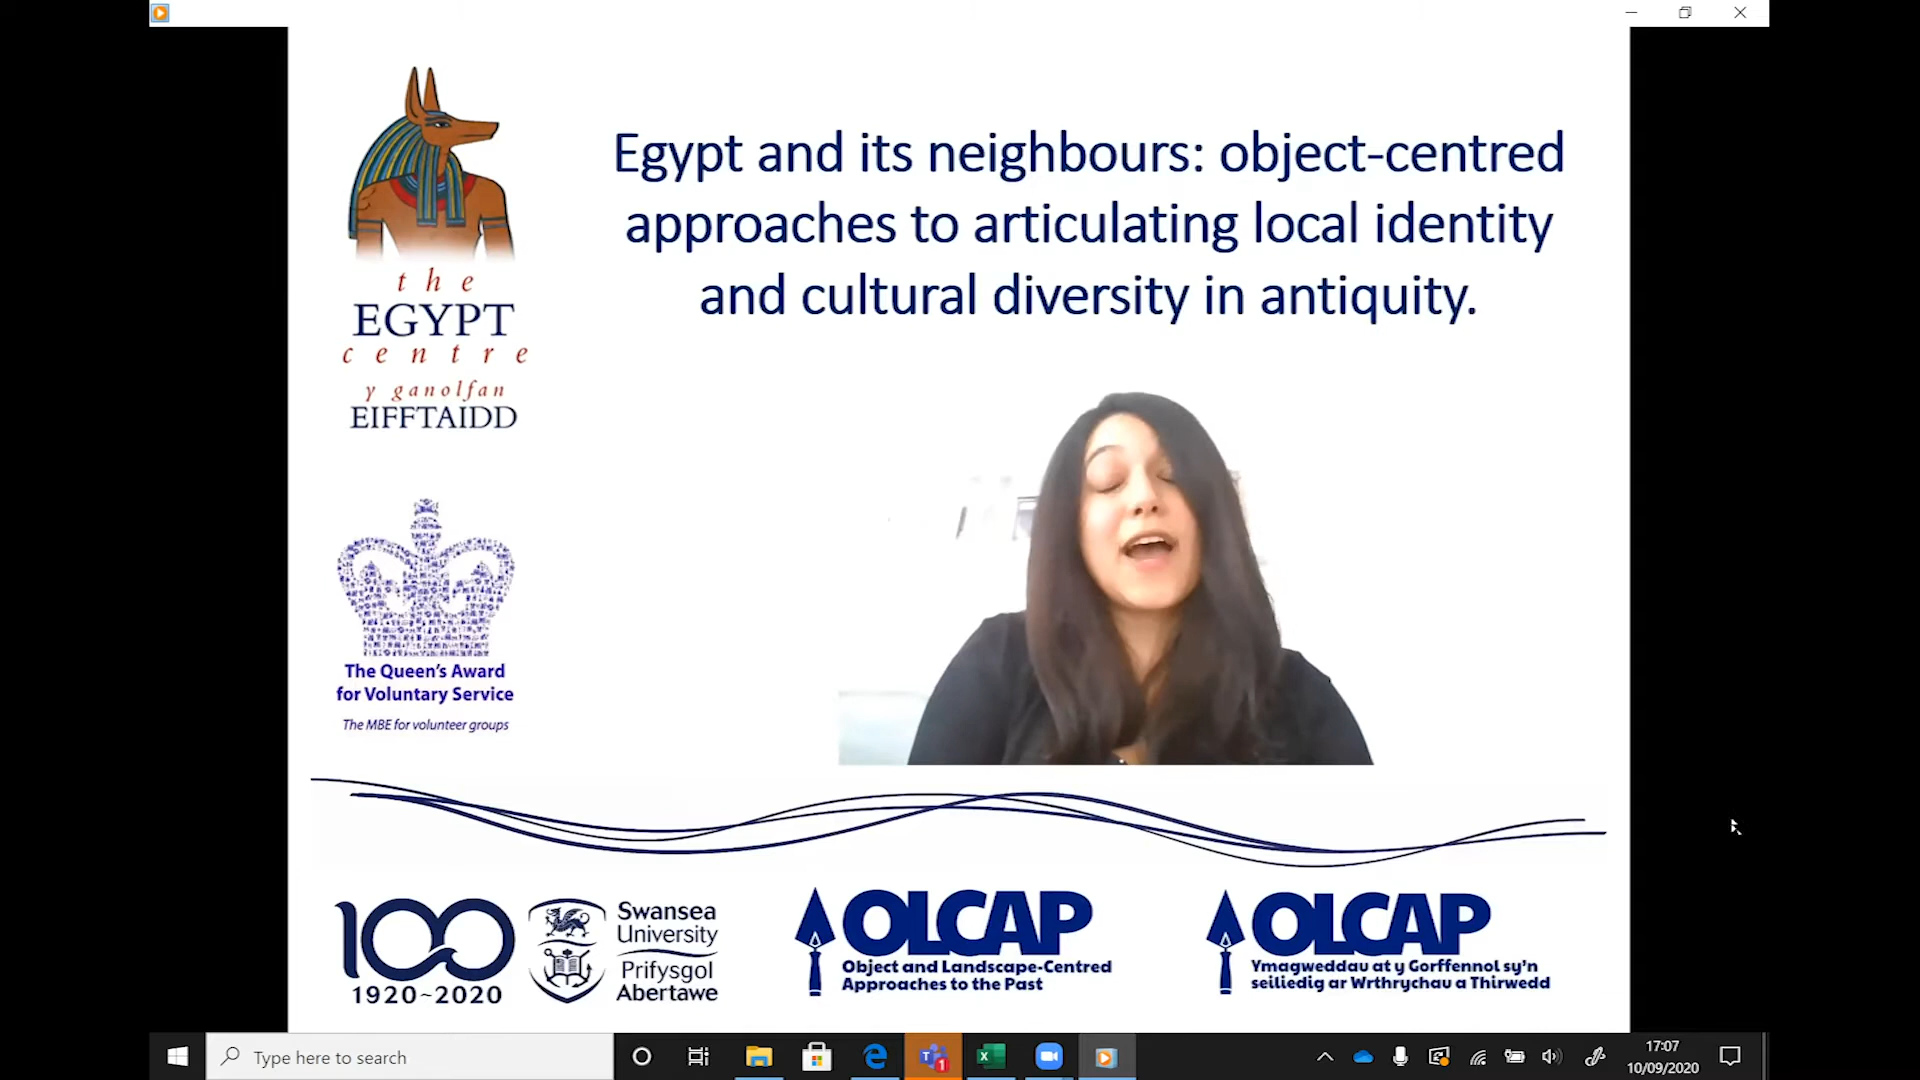 Egypt and its neighbours: object-centred
approaches to articulating local identity
and cultural diversity in antiquity.
the
EGYPT
centre
y ganolfan
EIFFTAIDD
The Queen's Award
for Voluntary Service
The MBE for volunteer groups
100
1920~2020
Swansea
University
Prifysgol
Abertawe
OLCAP
Object and Landscape-Centred
Approaches to the Past
OLCAP
Ymagweddau at y Gorffennol sy'n
seiliedig ar Wrthrychau a Thirwedd
Type here to search
1
17:07
10/09/2020